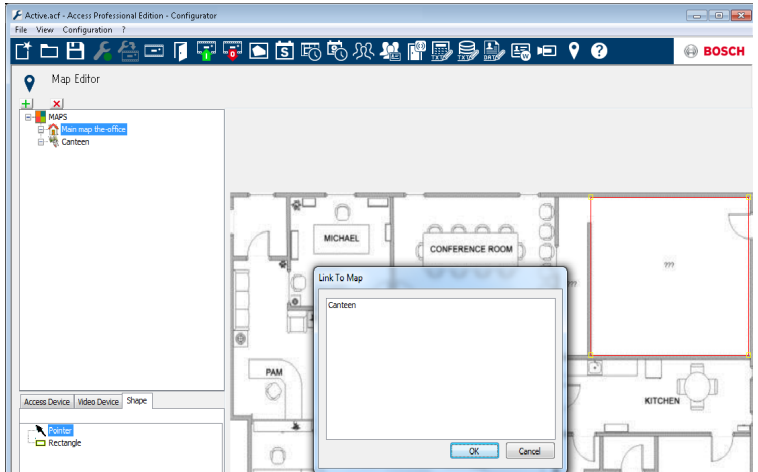 Active.acf - Access Professional Edition - Configurator
File View Configuration ?
BOSCH
Map Editor
MAPS
Main map the-office
Canteen
MICHAEL
CONFERENCE ROOM
???
???
Link To Map
Canteen
PAM
KITCHEN
Access Device Video Device Shape
Pointer
Rectangle
OK Cancel